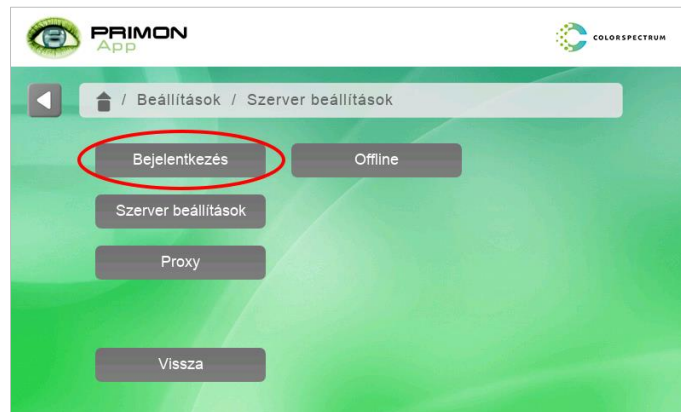 PRIMON
App
COLORSPECTRUM
/ Beállítások / Szerver beállítások
Bejelentkezés
Offline
Szerver beállítások
Proxy
Vissza